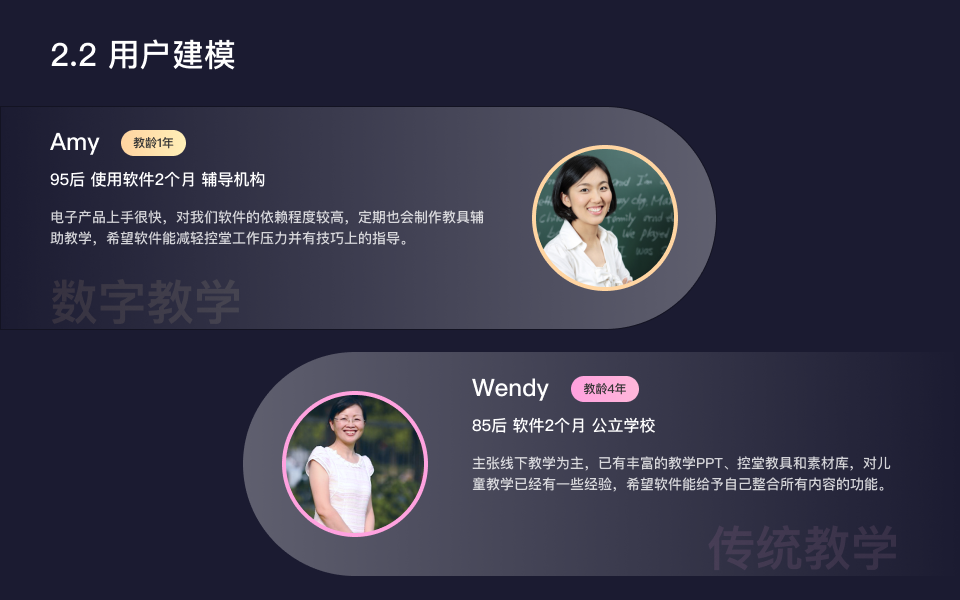 2.2 用户建模
Amy 教龄1年
95后 使用软件2个月 辅导机构
电子产品上手很快，对我们软件的依赖程度较高，定期也会制作教具辅
助教学，希望软件能减轻控堂工作压力并有技巧上的指导。
数字教学
Wendy 教龄4年
85后 软件2个月 公立学校
主张线下教学为主，已有丰富的教学PPT、控堂教具和素材库，对儿
童教学已经有一些经验，希望软件能给予自己整合所有内容的功能。
传统教学